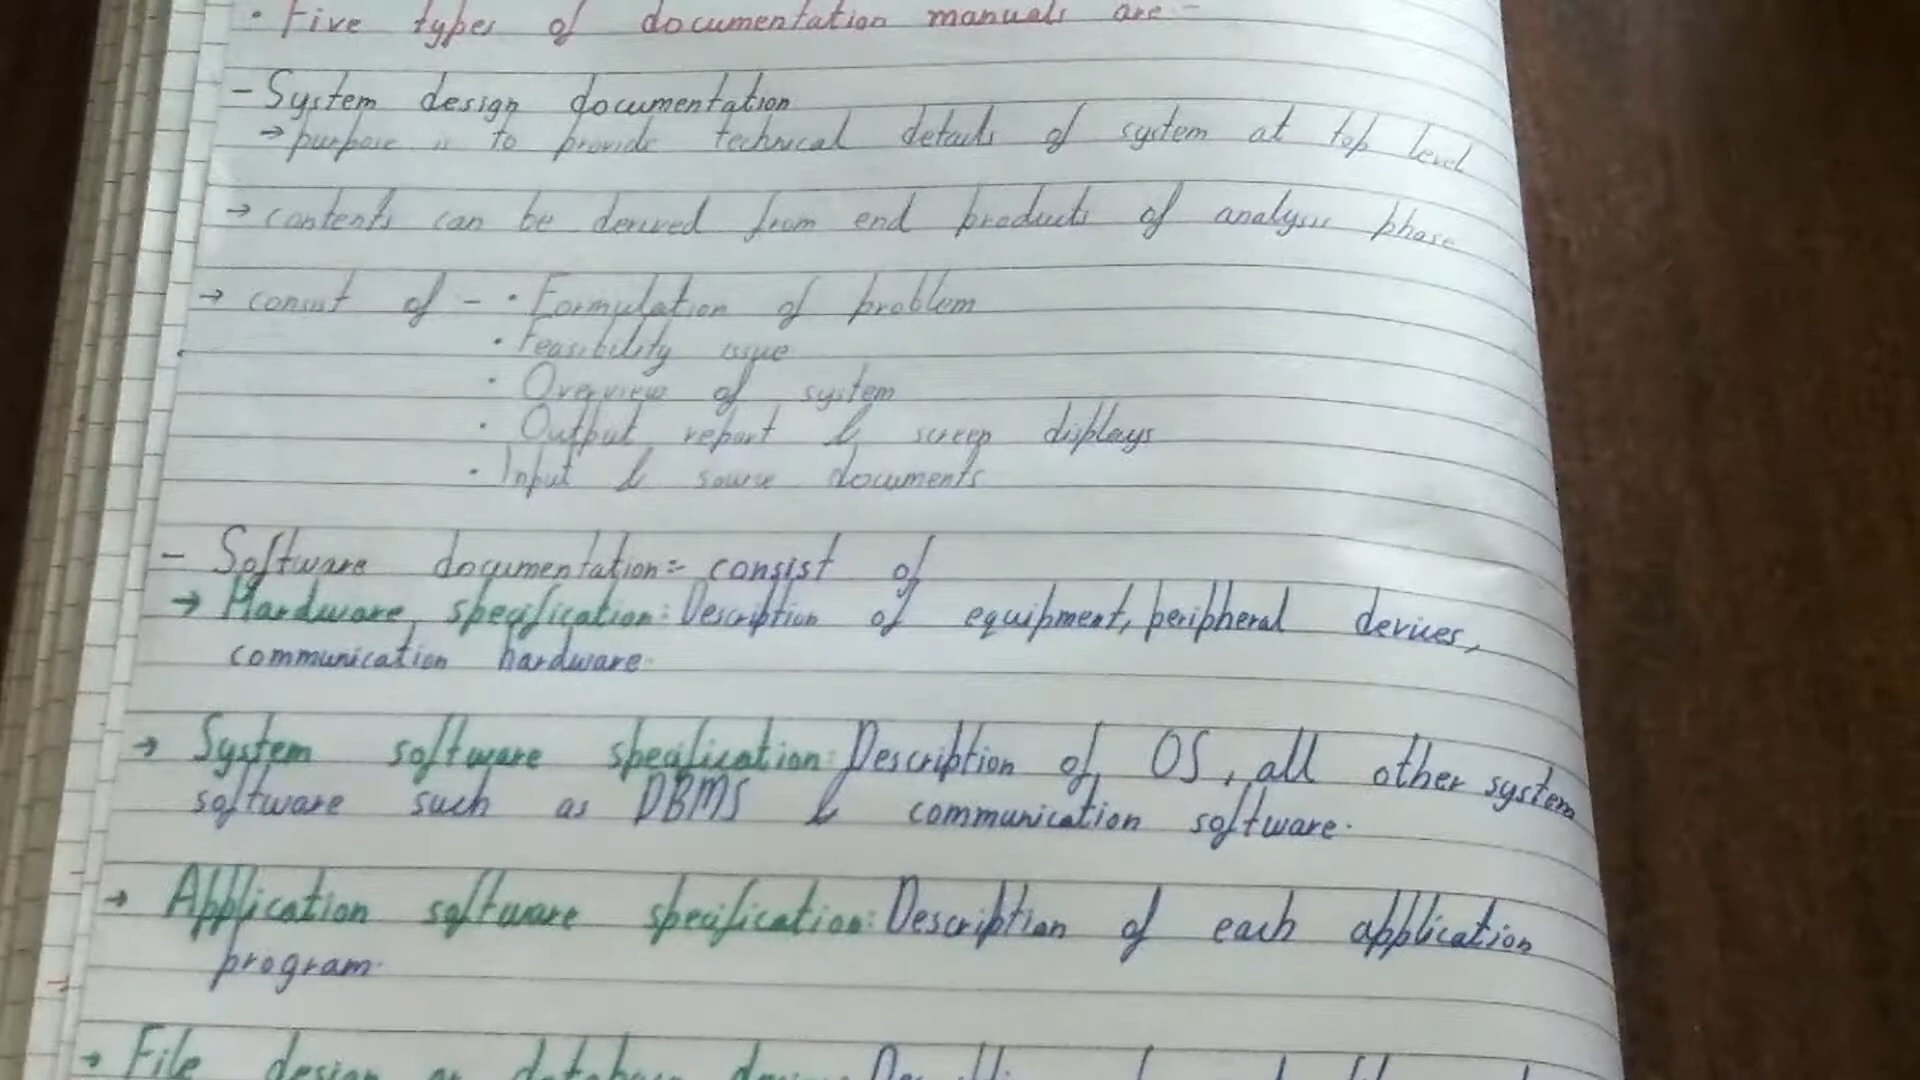 • Five types of documentation manuals are -
- System design documentation
→ purpose is to provide technical details of system at top level
→ contents can be derived from end products of analysis phase
→ consist of - • Formulation of problem
• Feasibility issue
• Overview of system
• Output report & screen displays
• Input & source documents
- Software documentation:- consist of
→ Hardware specification: Description of equipment, peripheral devices,
communication hardware.
→ System software specification: Description of OS, all other system
software such as DBMS & communication software.
→ Application software specification: Description of each application
program.
→ File design or database